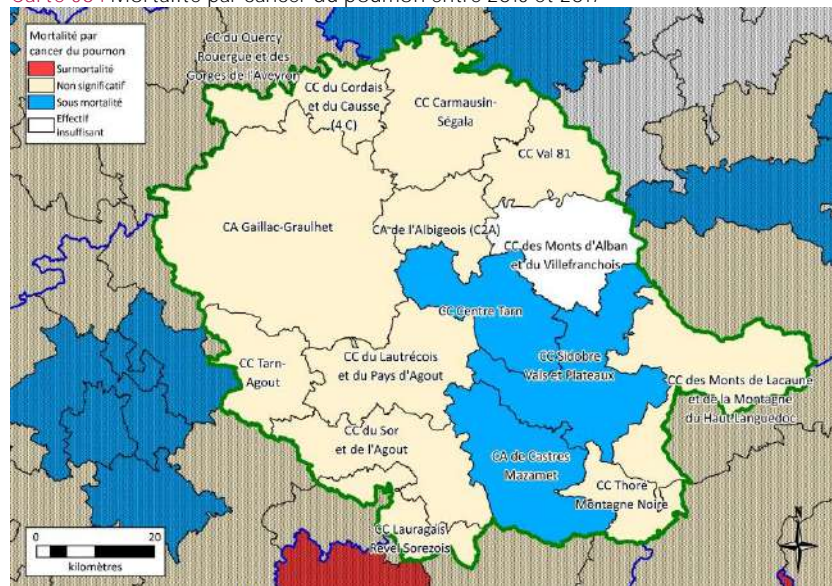 Mortalité par
cancer du poumon
Surmortalité
Non significatif
Sous mortalité
Effectif
insuffisant
CC du Quercy
Rouergue et des
Gorges de l'Aveyron
CC du Cordais
et du Causse
(4 C)
CC Carmausin-
Ségala
CC Val 81
CA Gaillac-Graulhet
CA de l'Albigeois (C2A)
CC des Monts d'Alban
et du Villefranchois
CC Centre Tarn
CC Sidobre
Vals et Plateaux
CC Tarn-
Agout
CC du Lautrécois
et du Pays d'Agout
CC des Monts de Lacaune
et de la Montagne
du Haut Languedoc
CC du Sor
et de l'Agout
CA de Castres
Mazamet
CC Thoré
Montagne Noire
CC Lauragais
Revel Sorezois
N
0 20
kilomètres